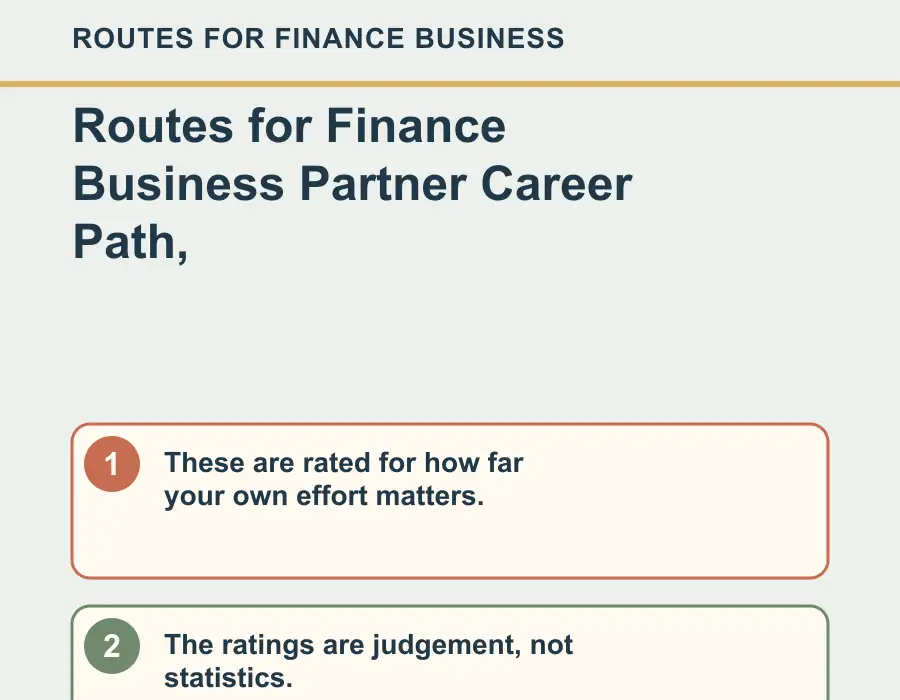 ROUTES FOR FINANCE BUSINESS
Routes for Finance
Business Partner Career
Path,
1
These are rated for how far
your own effort matters.
2
The ratings are judgement, not
statistics.